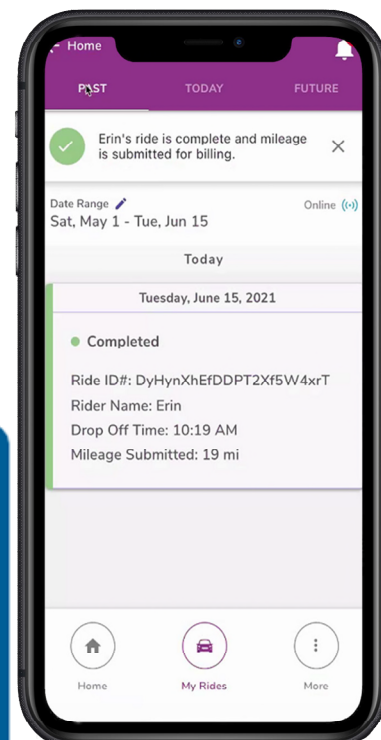 Home
PAST TODAY FUTURE
Erin's ride is complete and mileage
is submitted for billing.
Date Range Online
Sat, May 1 - Tue, Jun 15
Today
Tuesday, June 15, 2021
Completed
Ride ID#: DyHynXhEfDDPT2Xf5W4xrT
Rider Name: Erin
Drop Off Time: 10:19 AM
Mileage Submitted: 19 mi
Home My Rides More